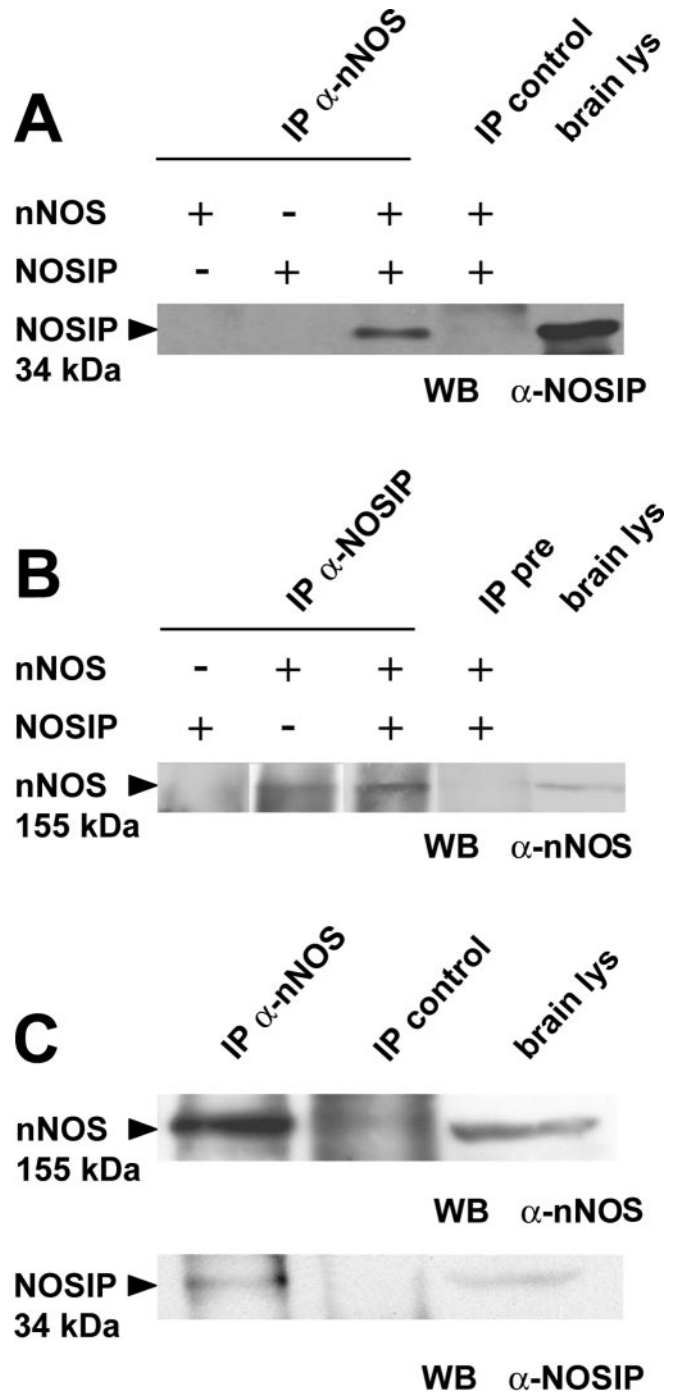 A
IP α-nNOS IP control brain lys
nNOS + - + +
NOSIP - + + +
NOSIP
34 kDa
WB α-NOSIP
B
IP α-NOSIP IP pre brain lys
nNOS - + + +
NOSIP + - + +
nNOS
155 kDa
WB α-nNOS
C
IP α-nNOS IP control brain lys
nNOS
155 kDa
WB α-nNOS
NOSIP
34 kDa
WB α-NOSIP